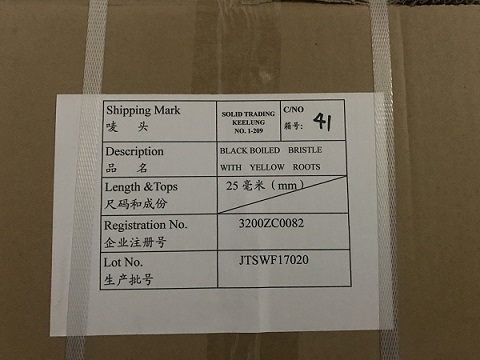 Shipping Mark
唛 头
SOLID TRADING
KEELUNG
NO. 1-209
C/NO
箱号: 41
Description
品 名
BLACK BOILED BRISTLE
WITH YELLOW ROOTS
Length &Tops
尺码和成份
25 毫米（mm）
Registration No.
企业注册号
3200ZC0082
Lot No.
生产批号
JTSWF17020